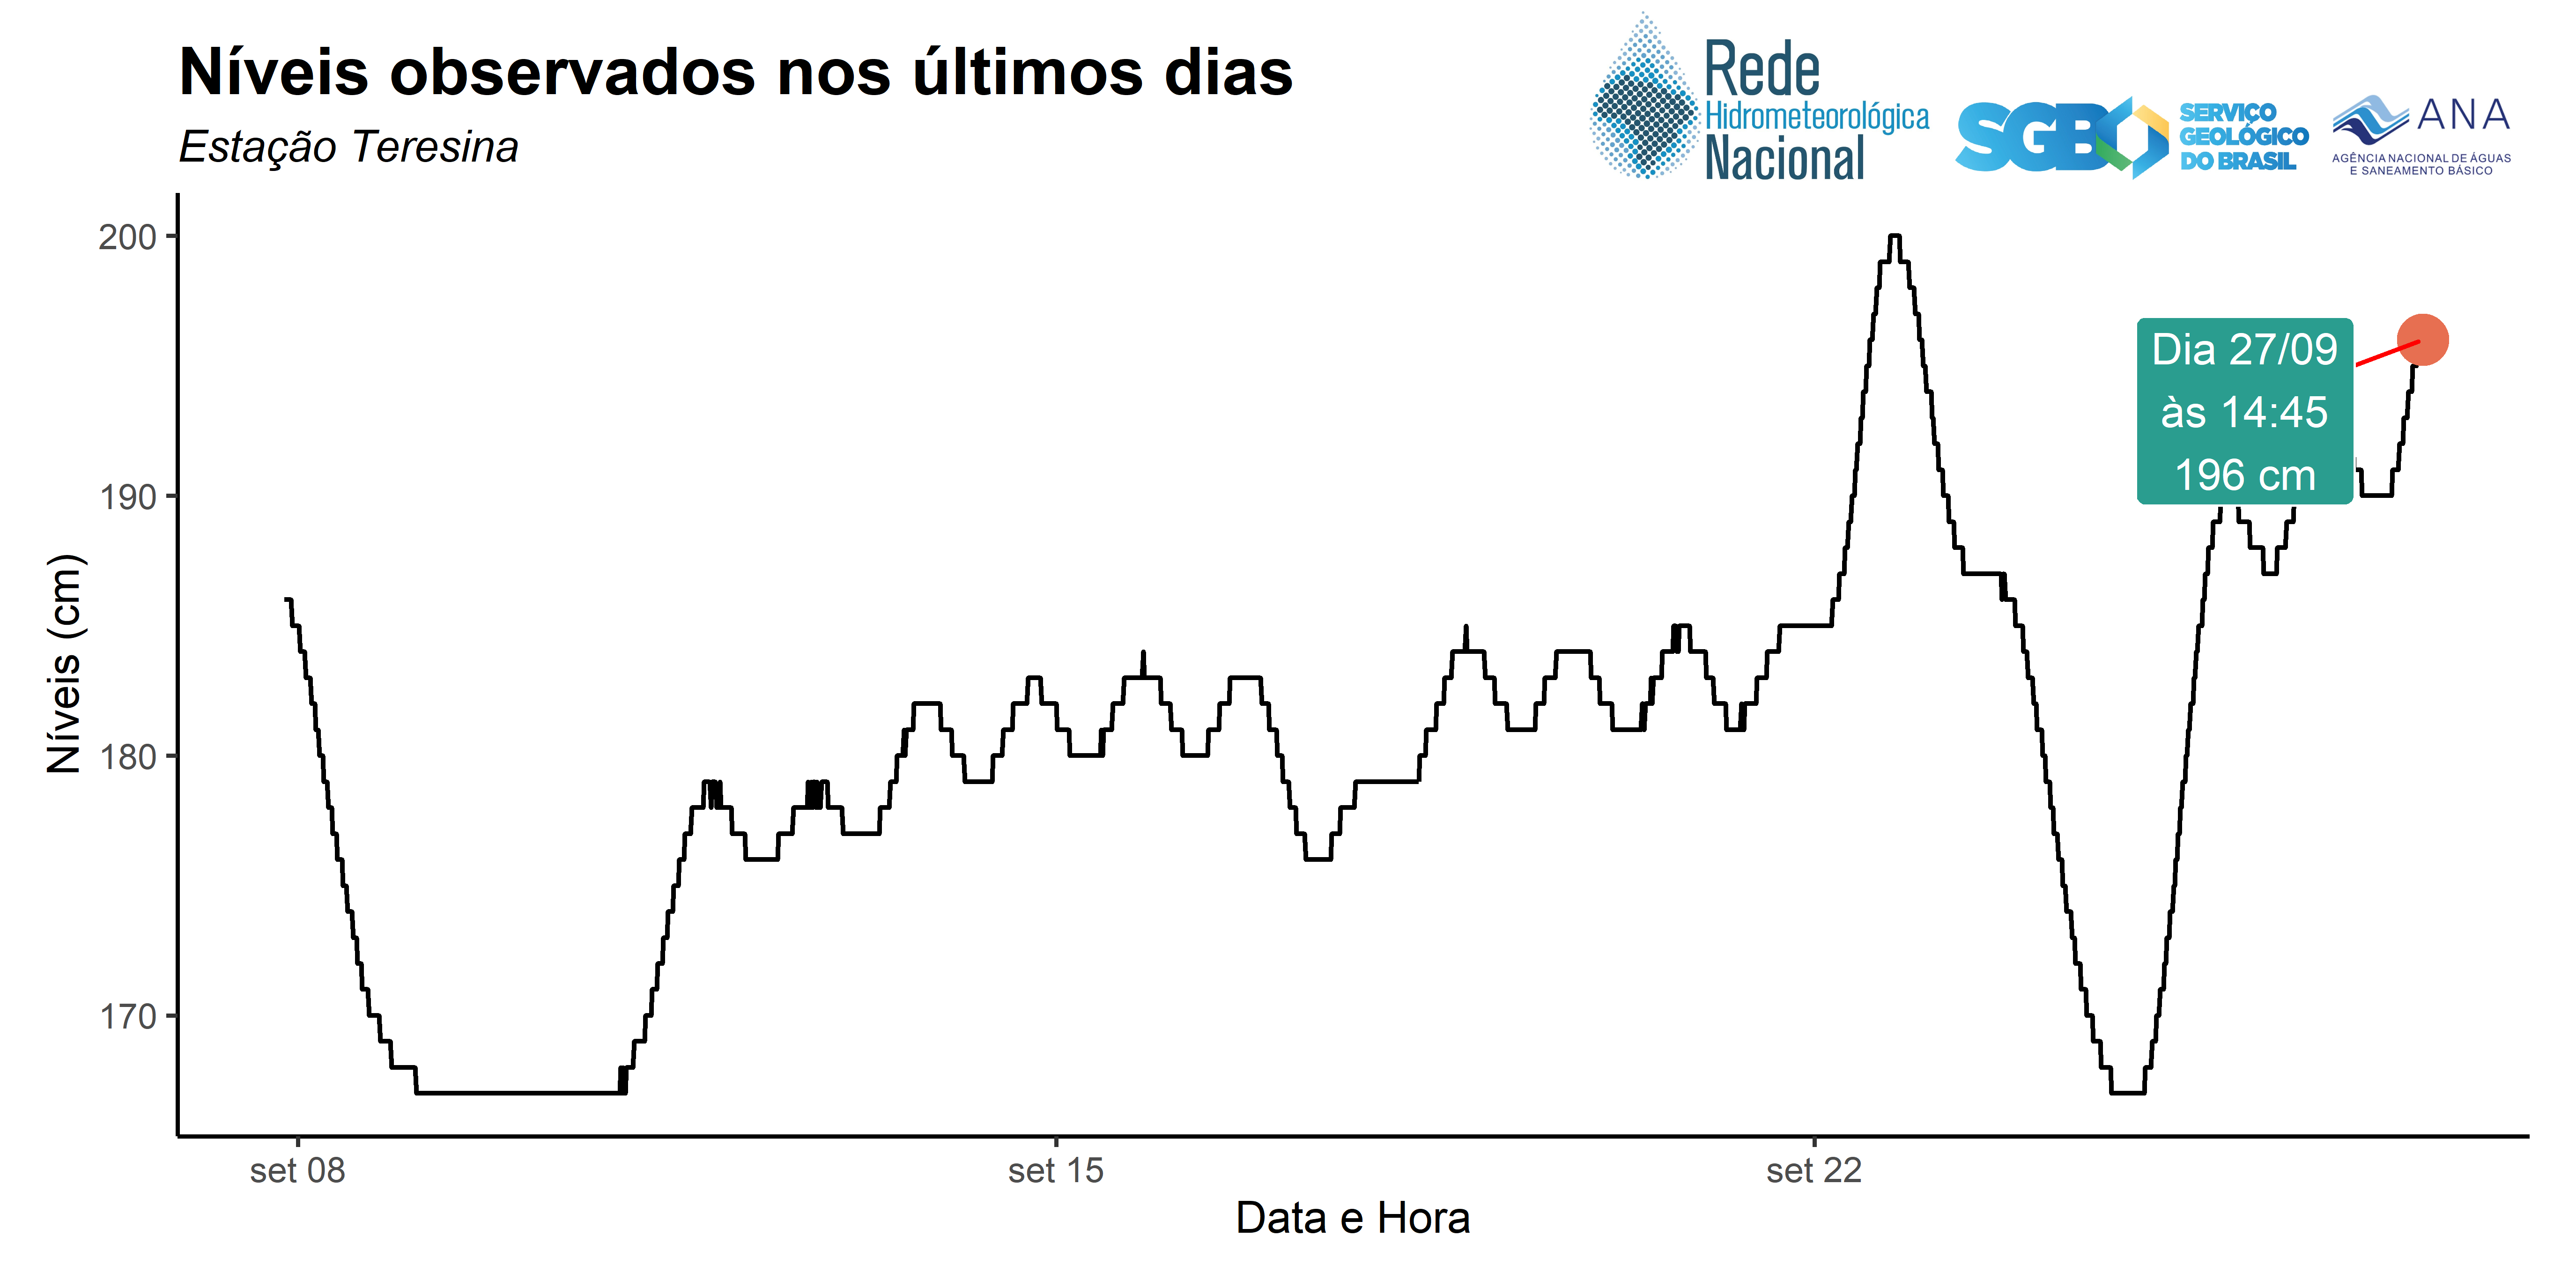 Níveis observados nos últimos dias
Estação Teresina
Rede
Hidrometeorológica
Nacional
SGB
SERVIÇO
GEOLÓGICO
DO BRASIL
ANA
AGÊNCIA NACIONAL DE ÁGUAS
E SANEAMENTO BÁSICO
200
190
180
170
Níveis (cm)
Dia 27/09
às 14:45
196 cm
set 08
set 15
set 22
Data e Hora